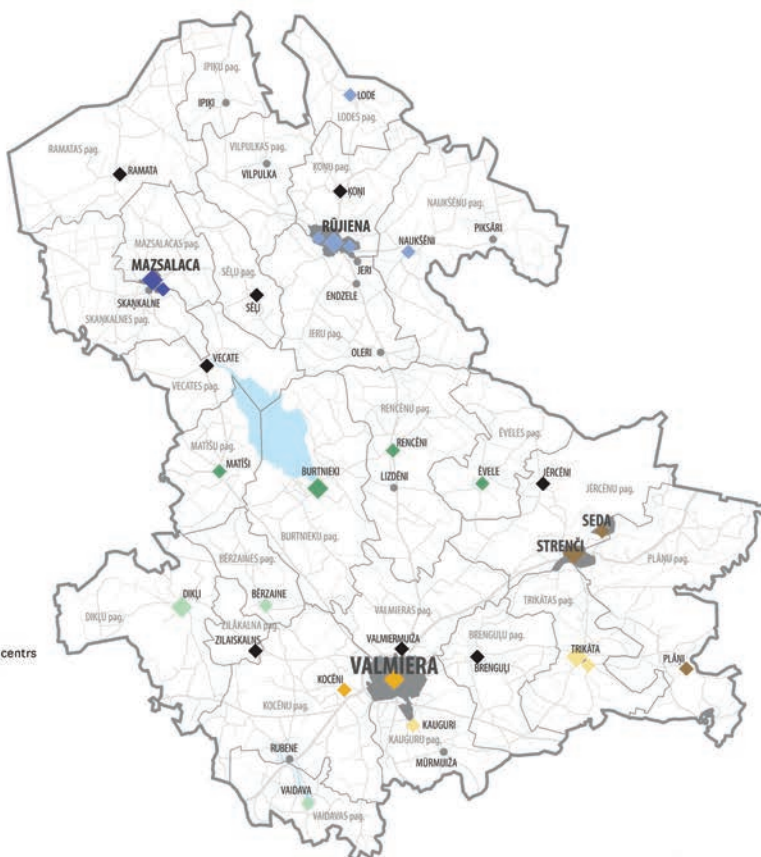 IPIĶU pag.
IPIĶI
LODE
LODES pag.
RAMATAS pag.
RAMATA
VILPULKAS pag.
VILPULKA
ĶOŅU pag.
ĶOŅI
NAUKŠĒNU pag.
RŪJIENA
PIKSĀRI
NAUKŠĒNI
MAZSALACAS pag.
MAZSALACA
SĒĻU pag.
JERI
SKAŅKALNE
ENDZELE
SĒĻI
SKAŅKALNES pag.
JERU pag.
OLERI
VECATE
VECATES pag.
RENCĒNU pag.
ĒVELES pag.
MATĪŠU pag.
RENCĒNI
MATĪŠI
BURTNIEKI
ĒVELE
JĒRCĒNI
LIZDĒNI
JĒRCĒNU pag.
SEDA
BURTNIEKU pag.
STRENČI
BĒRZAINES pag.
PLĀŅU pag.
DIKĻI
BĒRZAINE
TRIKĀTAS pag.
DIKĻU pag.
VALMIERAS pag.
ZILĀKALNA pag.
ZILAISKALNS
VALMIERMUIŽA
BRENGUĻU pag.
TRIKĀTA
centrs
VALMIERA
BRENGUĻI
PLĀŅI
KOCĒNI
KOCĒNU pag.
KAUGURI
KAUGURU pag.
RUBENE
MŪRMUIŽA
VAIDAVA
VAIDAVAS pag.